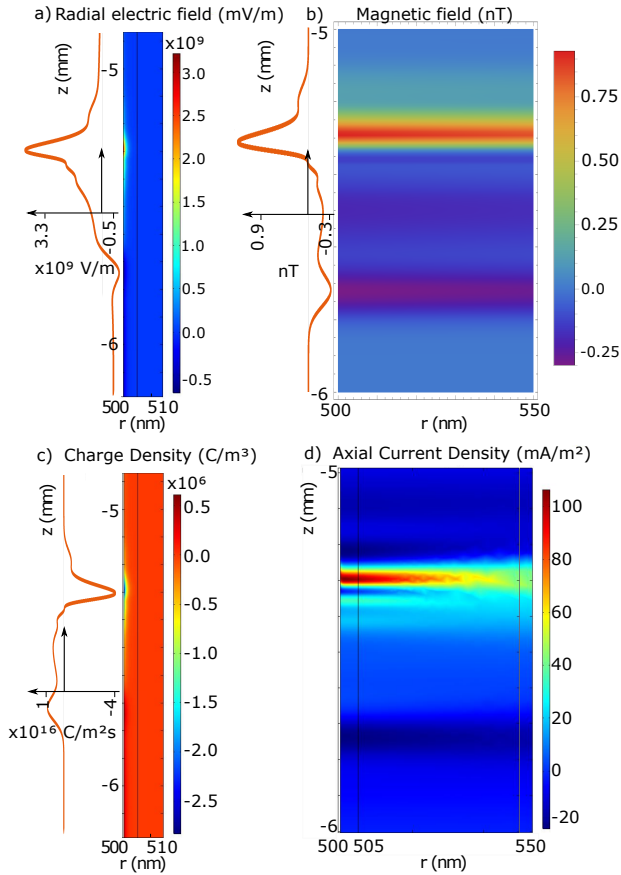 a) Radial electric field (mV/m)
z (mm)
-5
-6
3.3
-0.5
x10⁹ V/m
500
510
r (nm)
x10⁹
3.0
2.5
2.0
1.5
1.0
0.5
0.0
-0.5
b) Magnetic field (nT)
z (mm)
-5
-6
0.9
-0.3
nT
500
550
r (nm)
0.75
0.50
0.25
0.0
-0.25
c) Charge Density (C/m³)
z (mm)
-5
-6
1
-4
x10¹⁶ C/m²s
500
510
r (nm)
x10⁶
0.5
0.0
-0.5
-1.0
-1.5
-2.0
-2.5
d) Axial Current Density (mA/m²)
z (mm)
-5
-6
500 505
550
r (nm)
100
80
60
40
20
0
-20